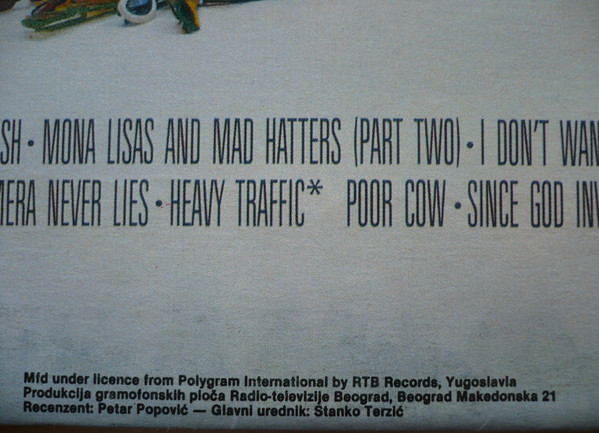 SH • MONA LISAS AND MAD HATTERS (PART TWO) • I DON'T WAN
MERA NEVER LIES • HEAVY TRAFFIC* POOR COW • SINCE GOD INV
Mfd under licence from Polygram International by RTB Records, Yugoslavia
Produkcija gramofonskih ploča Radio-televizije Beograd, Beograd Makedonska 21
Recenzent: Petar Popović — Glavni urednik: Stanko Terzić